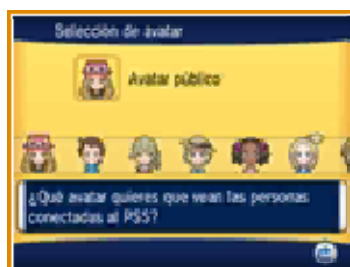 Selección de avatar
Avatar público
¿Qué avatar quieres que vean las personas
conectadas al PSS?